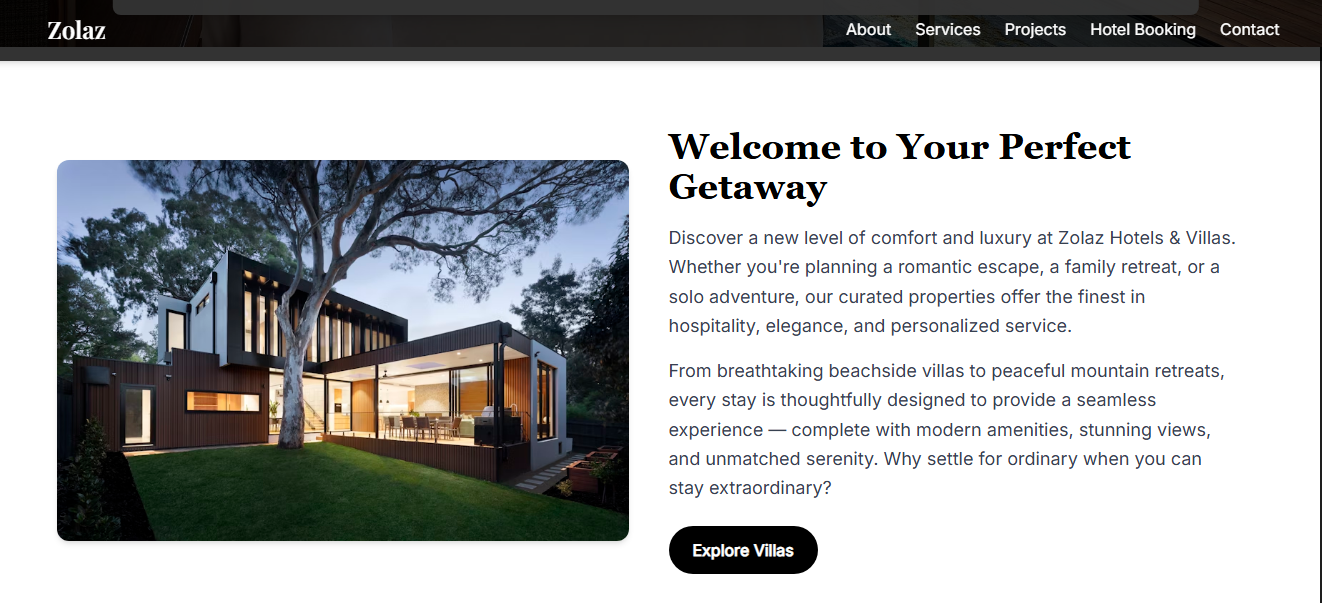 Zolaz
About Services Projects Hotel Booking Contact
Welcome to Your Perfect
Getaway
Discover a new level of comfort and luxury at Zolaz Hotels & Villas.
Whether you're planning a romantic escape, a family retreat, or a
solo adventure, our curated properties offer the finest in
hospitality, elegance, and personalized service.
From breathtaking beachside villas to peaceful mountain retreats,
every stay is thoughtfully designed to provide a seamless
experience — complete with modern amenities, stunning views,
and unmatched serenity. Why settle for ordinary when you can
stay extraordinary?
Explore Villas